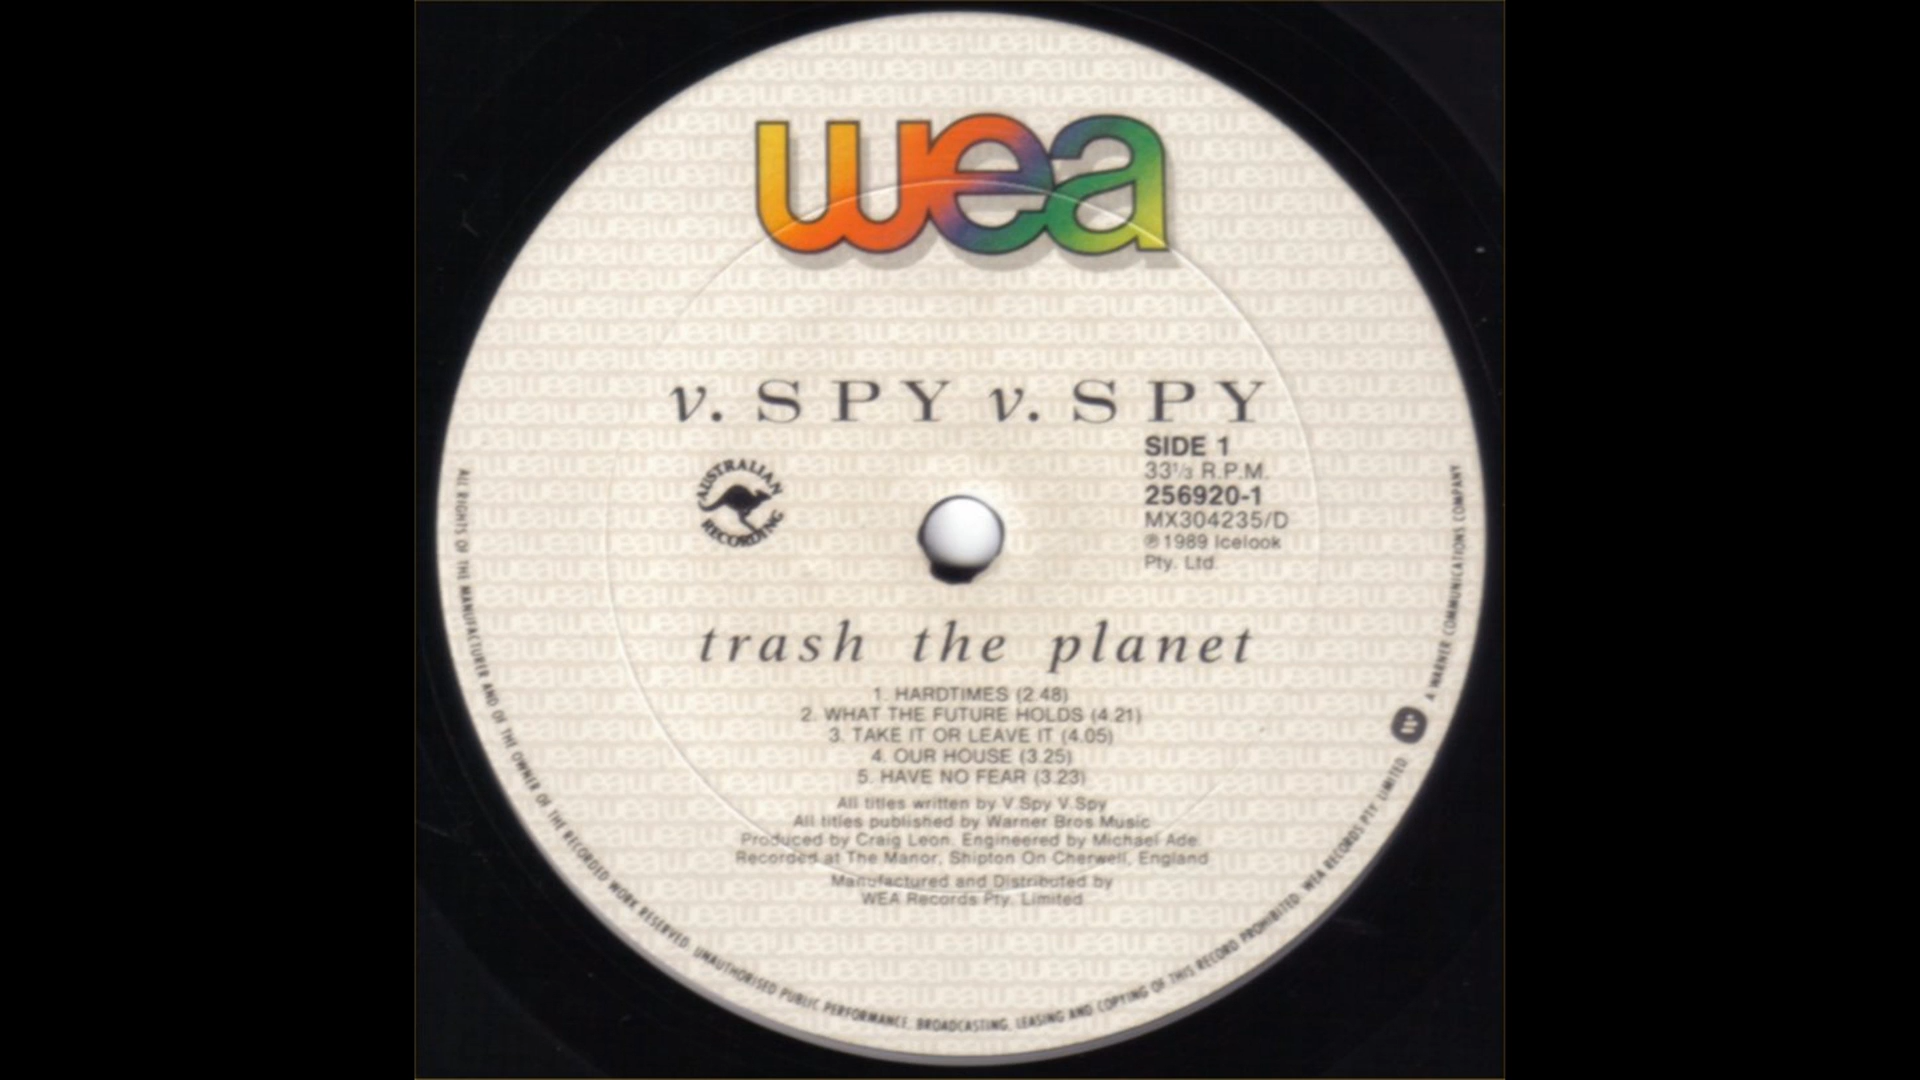 wea
v. SPY v. SPY
SIDE 1
33⅓ R.P.M.
256920-1
MX304235/D
℗ 1989 Icelook
Pty. Ltd.
AUSTRALIAN
RECORDING
trash the planet
1. HARDTIMES (2.48)
2. WHAT THE FUTURE HOLDS (4.21)
3. TAKE IT OR LEAVE IT (4.05)
4. OUR HOUSE (3.25)
5. HAVE NO FEAR (3.23)
All titles written by V.Spy V.Spy
All titles published by Warner Bros Music
Produced by Craig Leon. Engineered by Michael Ade.
Recorded at The Manor, Shipton On Cherwell, England
Manufactured and Distributed by
WEA Records Pty. Limited
ALL RIGHTS OF THE MANUFACTURER AND OF THE OWNER OF THE RECORDED WORK RESERVED. UNAUTHORISED PUBLIC PERFORMANCE, BROADCASTING, LEASING AND COPYING OF THIS RECORD PROHIBITED. WEA RECORDS PTY. LIMITED A WARNER COMMUNICATIONS COMPANY